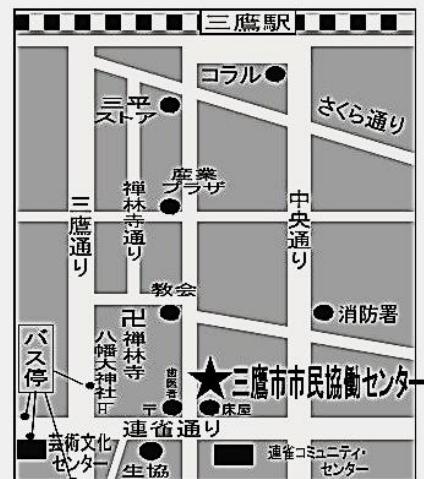 三鷹駅
コラル
三平
ストア
さくら通り
産業
プラザ
三鷹通り
禅林寺通り
中央通り
教会
消防署
卍禅林寺
八幡大神社
バス停
歯医者
★三鷹市市民協働センター
〒
床屋
連雀通り
芸術文化
センター
生協
連雀コミュニティ・
センター